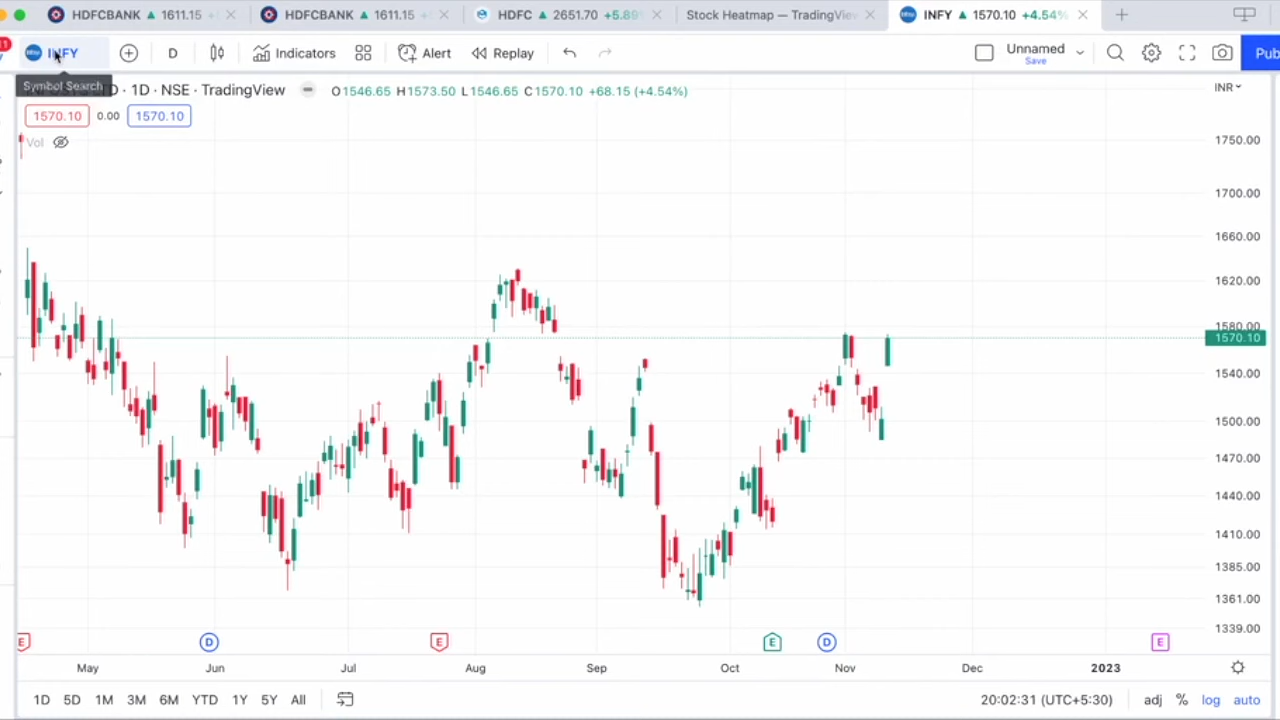 HDFCBANK ▲ 1611.15 +
HDFCBANK ▲ 1611.15 +
HDFC ▲ 2651.70 +5.89
Stock Heatmap — TradingView
INFY ▲ 1570.10 +4.54%
11
INFY
D
Indicators
Alert
Replay
Unnamed
Save
Pub
Symbol Search
D · 1D · NSE · TradingView
O1546.65 H1573.50 L1546.65 C1570.10 +68.15 (+4.54%)
INR
1570.10 0.00 1570.10
Vol
1750.00
1700.00
1660.00
1620.00
1580.00
1570.10
1540.00
1500.00
1470.00
1440.00
1410.00
1385.00
1361.00
1339.00
E D E E D E
May Jun Jul Aug Sep Oct Nov Dec 2023
1D 5D 1M 3M 6M YTD 1Y 5Y All
20:02:31 (UTC+5:30) adj % log auto